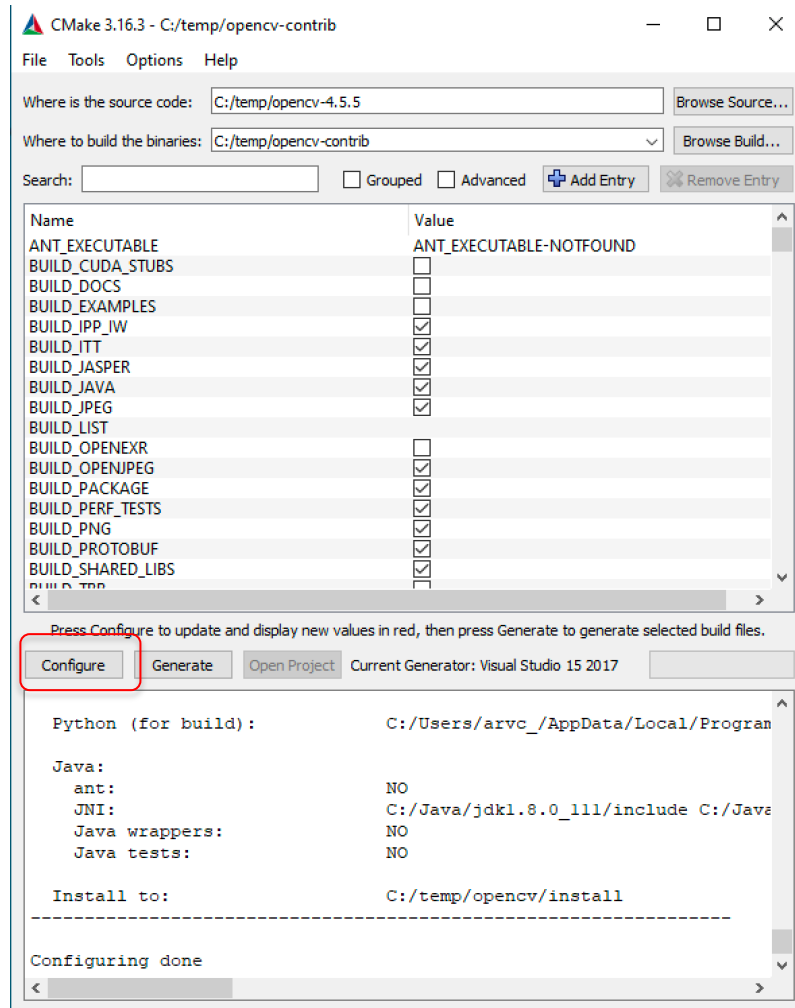 CMake 3.16.3 - C:/temp/opencv-contrib
File Tools Options Help
Where is the source code: C:/temp/opencv-4.5.5 Browse Source...
Where to build the binaries: C:/temp/opencv-contrib Browse Build...
Search: Grouped Advanced Add Entry Remove Entry
Name Value
ANT_EXECUTABLE ANT_EXECUTABLE-NOTFOUND
BUILD_CUDA_STUBS
BUILD_DOCS
BUILD_EXAMPLES
BUILD_IPP_IW
BUILD_ITT
BUILD_JASPER
BUILD_JAVA
BUILD_JPEG
BUILD_LIST
BUILD_OPENEXR
BUILD_OPENJPEG
BUILD_PACKAGE
BUILD_PERF_TESTS
BUILD_PNG
BUILD_PROTOBUF
BUILD_SHARED_LIBS
BUILD_TBB
Press Configure to update and display new values in red, then press Generate to generate selected build files.
Configure Generate Open Project Current Generator: Visual Studio 15 2017
Python (for build): C:/Users/arvc_/AppData/Local/Program
Java:
ant: NO
JNI: C:/Java/jdk1.8.0_111/include C:/Java
Java wrappers: NO
Java tests: NO
Install to: C:/temp/opencv/install
-----------------------------------------------------------------
Configuring done